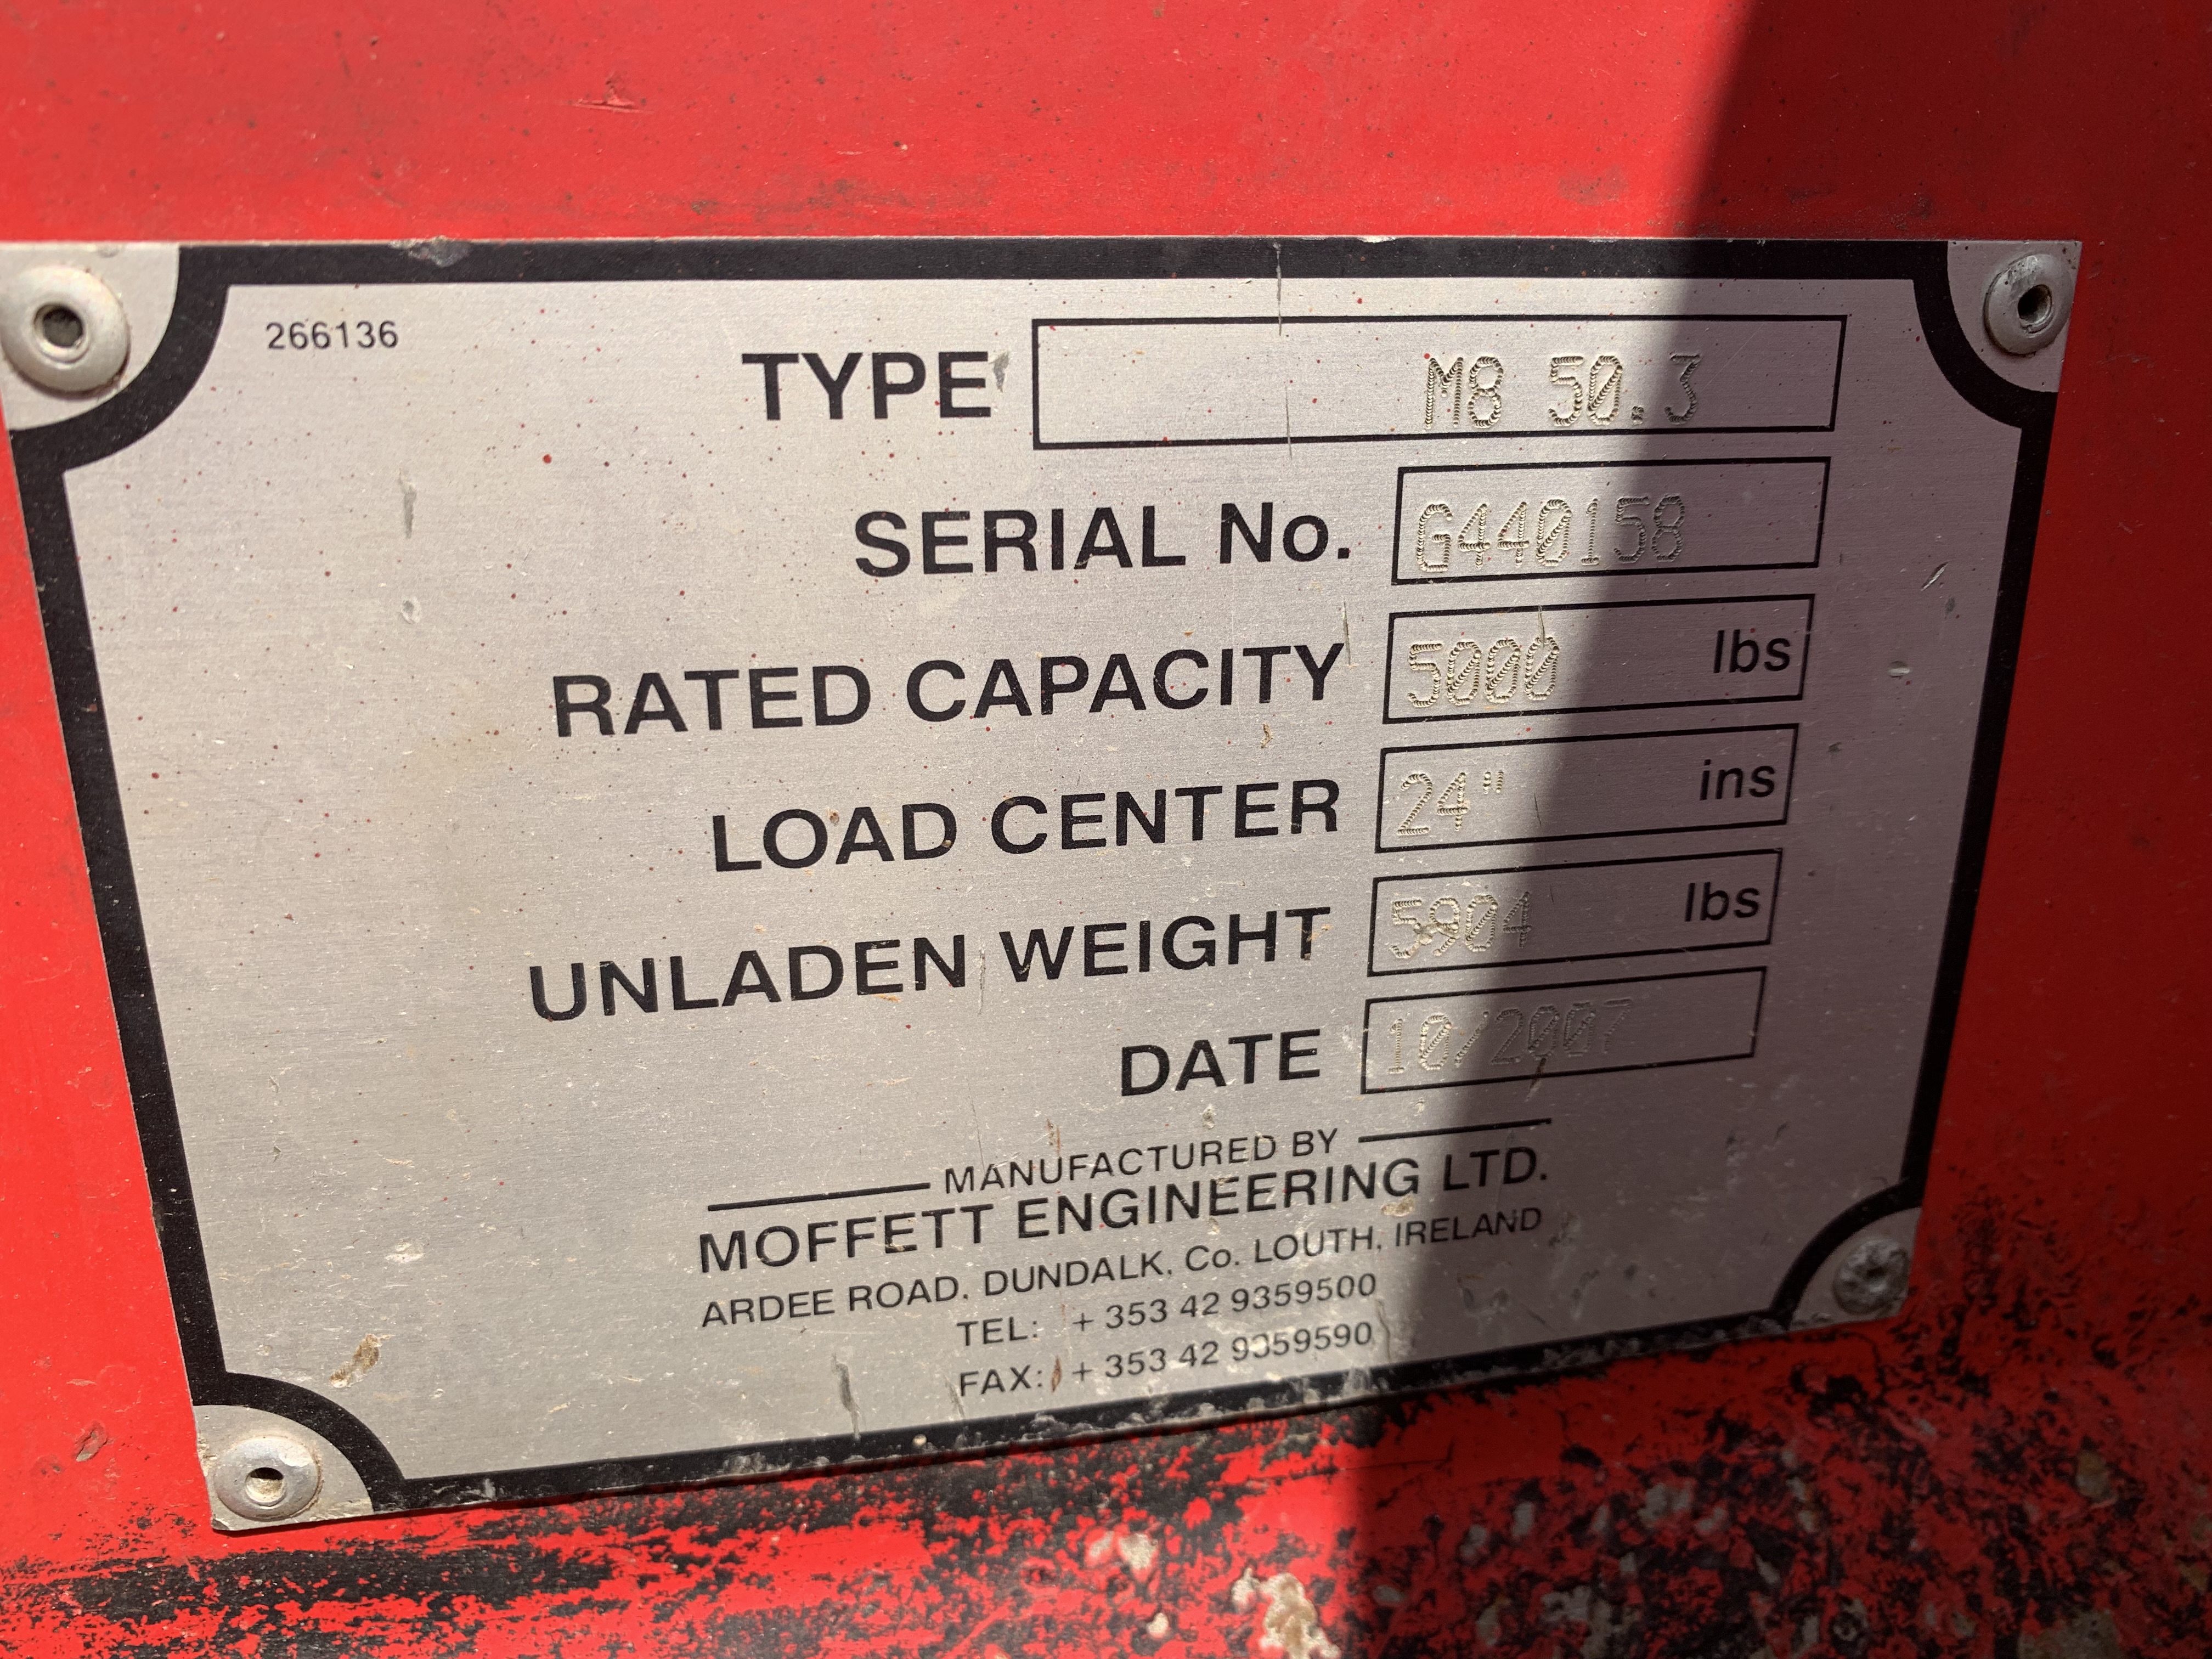 266136
TYPE M8 50.3
SERIAL No. G440158
RATED CAPACITY 5000 lbs
LOAD CENTER 24" ins
UNLADEN WEIGHT 5904 lbs
DATE 10/2007
MANUFACTURED BY
MOFFETT ENGINEERING LTD.
ARDEE ROAD, DUNDALK, Co. LOUTH, IRELAND
TEL: + 353 42 9359500
FAX: + 353 42 9359590